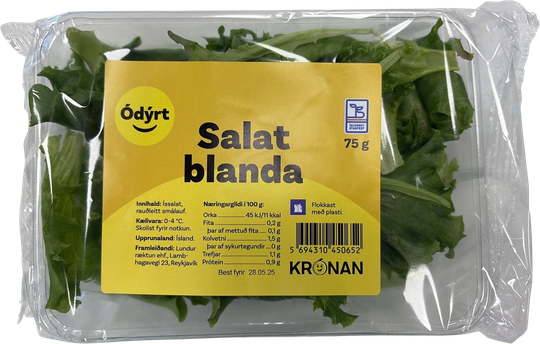 Ódýrt
Salat
blanda
75 g
Innihald: Íssalat,
rauðleitt smálauf.
Kælivara: 0-4 °C.
Skolist fyrir notkun.
Upprunaland: Ísland.
Framleiðandi: Lundur
ræktun ehf., Lamb-
hagavegi 23, Reykjavík
Næringargildi í 100 g:
Orka 45 kJ/11 kkal
Fita 0,2 g
þar af mettuð fita 0 g
Kolvetni 1,5 g
þar af sykurtegundir 0 g
Trefjar 1,1 g
Prótein 0,9 g
Best fyrir 28.05.25
Flokkast
með plasti.
5 694310 450652
KRÓNAN